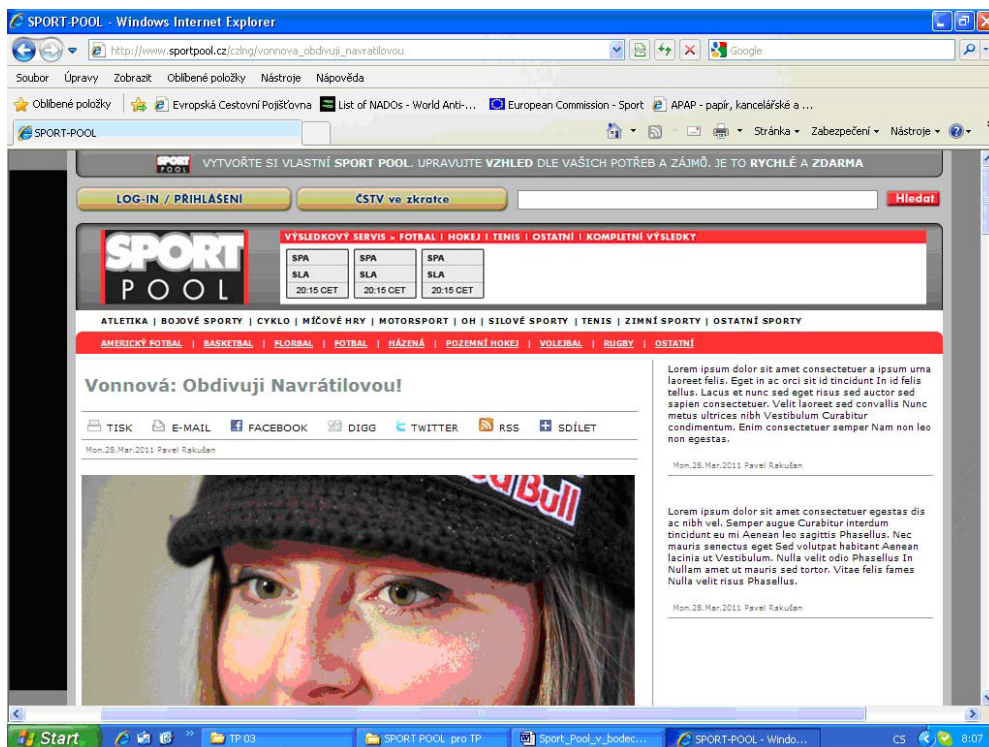 SPORT-POOL - Windows Internet Explorer
http://www.sportpool.cz/czlng/vonnova_obdivuji_navratilovou
Google
Soubor Úpravy Zobrazit Oblíbené položky Nástroje Nápověda
Oblíbené položky Evropská Cestovní Pojišťovna List of NADOs - World Anti-... European Commission - Sport APAP - papír, kancelářské a ...
SPORT-POOL Stránka Zabezpečení Nástroje
SPORT POOL VYTVOŘTE SI VLASTNÍ SPORT POOL. UPRAVUJTE VZHLED DLE VAŠICH POTŘEB A ZÁJMŮ. JE TO RYCHLÉ A ZDARMA
LOG-IN / PŘIHLÁŠENÍ ČSTV ve zkratce Hledat
SPORT POOL
VÝSLEDKOVÝ SERVIS > FOTBAL I HOKEJ I TENIS I OSTATNÍ I KOMPLETNÍ VÝSLEDKY
SPA SPA SPA
SLA SLA SLA
20:15 CET 20:15 CET 20:15 CET
ATLETIKA | BOJOVÉ SPORTY | CYKLO | MÍČOVÉ HRY | MOTORSPORT | OH | SILOVÉ SPORTY | TENIS | ZIMNÍ SPORTY | OSTATNÍ SPORTY
AMERICKÝ FOTBAL | BASKETBAL | FLORBAL | FOTBAL | HÁZENÁ | POZEMNÍ HOKEJ | VOLEJBAL | RUGBY | OSTATNÍ
Vonnová: Obdivuji Navrátilovou!
TISK E-MAIL FACEBOOK DIGG TWITTER RSS SDÍLET
Mon.28.Mar.2011 Pavel Rakušan
Red Bull
Lorem ipsum dolor sit amet consectetuer a ipsum urna
laoreet felis. Eget in ac orci sit id tincidunt In id felis
tellus. Lacus et nunc sed eget risus sed auctor sed
sapien consectetuer. Velit laoreet sed convallis Nunc
metus ultrices nibh Vestibulum Curabitur
condimentum. Enim consectetuer semper Nam non leo
non egestas.
Mon.28.Mar.2011 Pavel Rakušan
Lorem ipsum dolor sit amet consectetuer egestas dis
ac nibh vel. Semper augue Curabitur interdum
tincidunt eu mi Aenean leo sagittis Phasellus. Nec
mauris senectus eget Sed volutpat habitant Aenean
lacinia ut Vestibulum. Nulla velit odio Phasellus In
Nullam amet ut mauris sed tortor. Vitae felis fames
Nulla velit risus Phasellus.
Mon.28.Mar.2011 Pavel Rakušan
Start TP 03 SPORT POOL pro TP Sport_Pool_v_bodec... SPORT-POOL - Windo... CS 8:07